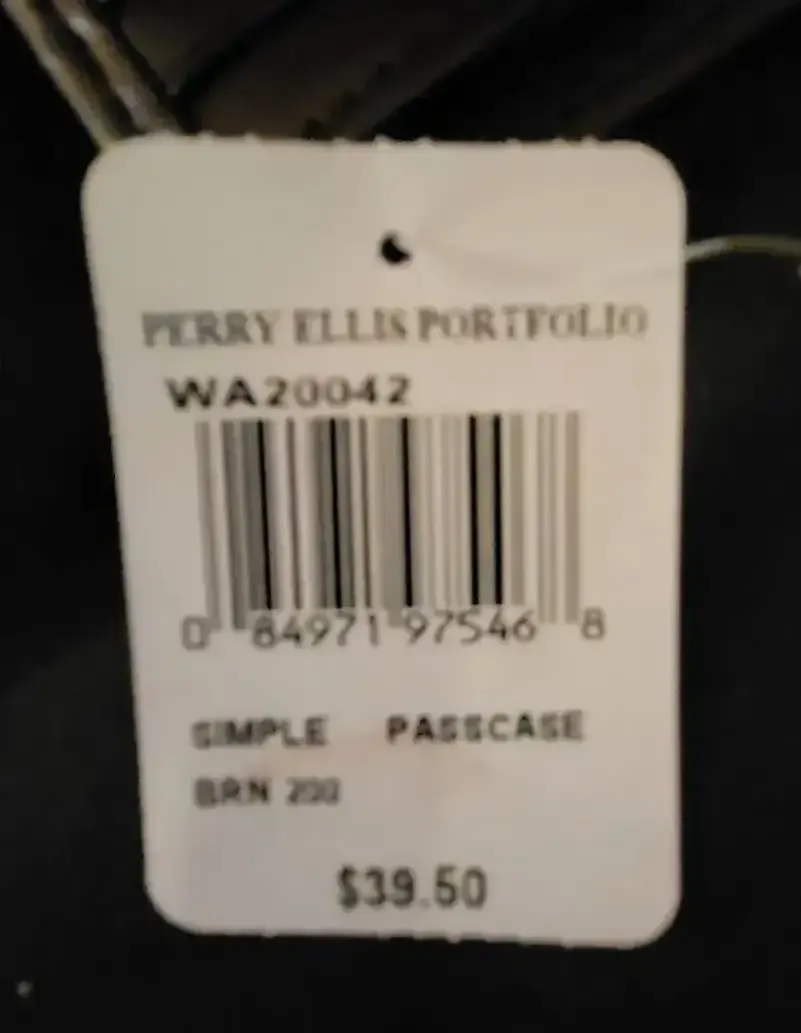 PERRY ELLIS PORTFOLIO
WA20042
0 84971 97546 8
SIMPLE PASSCASE
BRN 200
$39.50